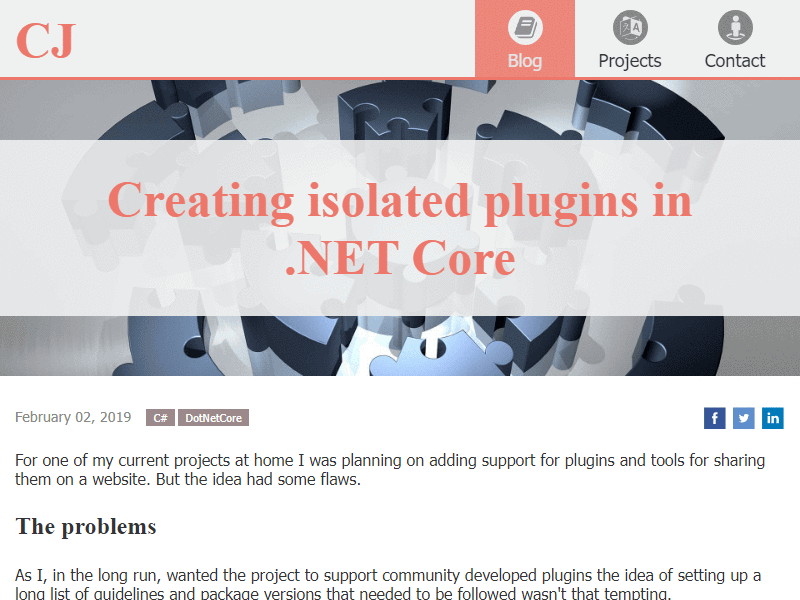 CJ
Blog
Projects
Contact
Creating isolated plugins in
.NET Core
February 02, 2019
C#
DotNetCore
For one of my current projects at home I was planning on adding support for plugins and tools for sharing
them on a website. But the idea had some flaws.
The problems
As I, in the long run, wanted the project to support community developed plugins the idea of setting up a
long list of guidelines and package versions that needed to be followed wasn't that tempting.